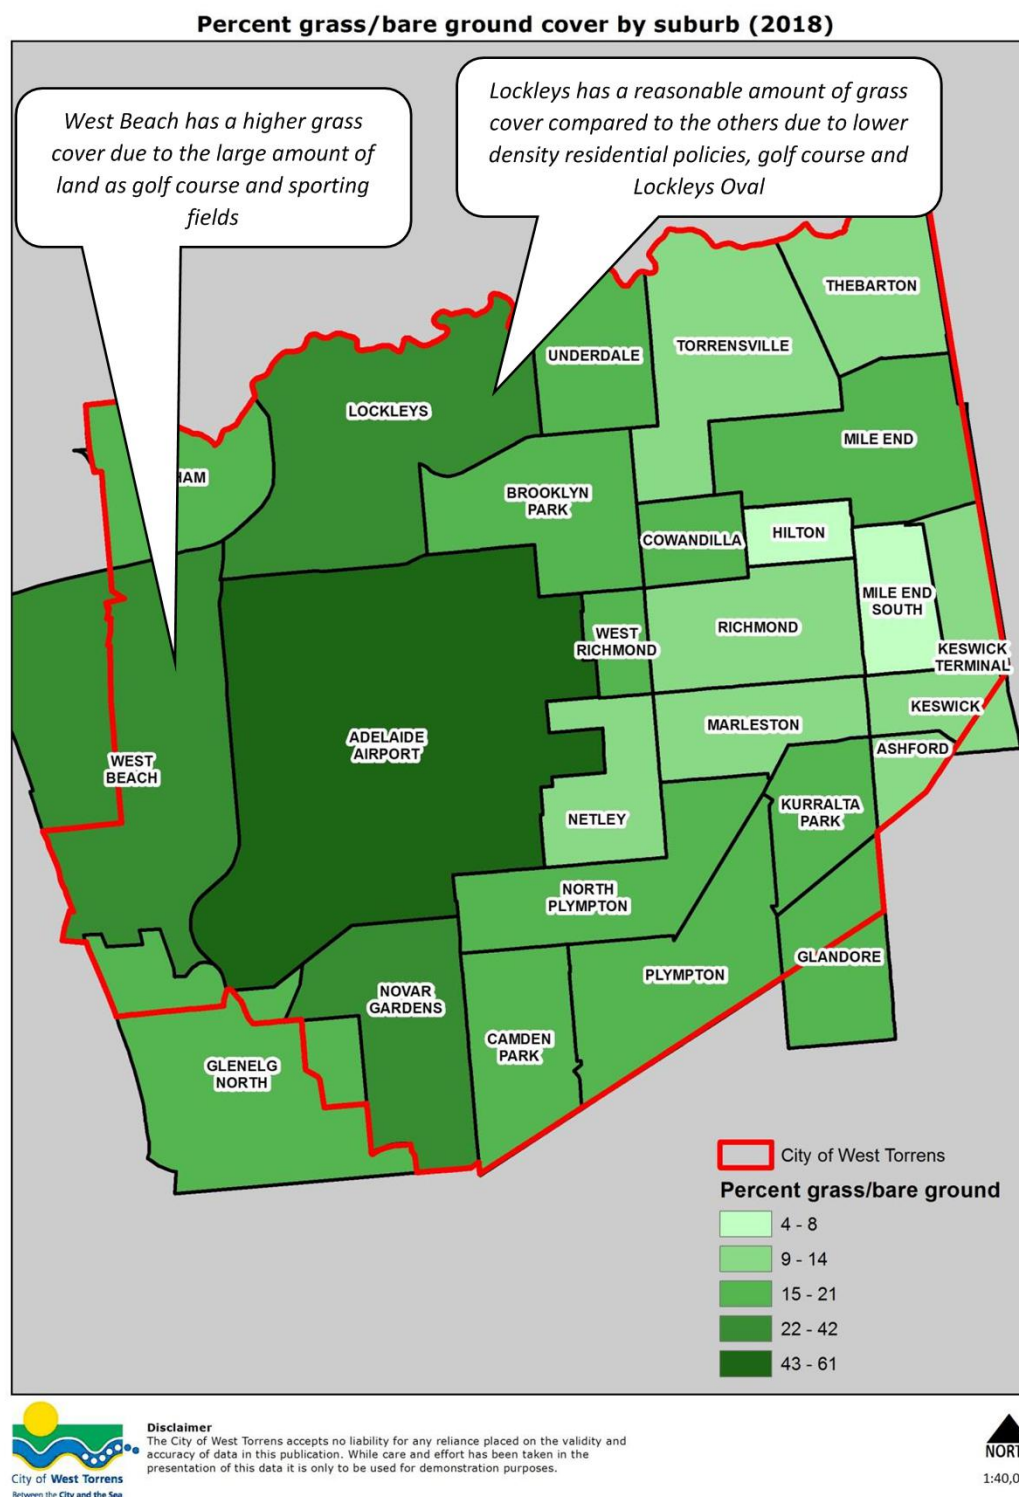 Percent grass/bare ground cover by suburb (2018)
West Beach has a higher grass
cover due to the large amount of
land as golf course and sporting
fields
Lockleys has a reasonable amount of grass
cover compared to the others due to lower
density residential policies, golf course and
Lockleys Oval
THEBARTON
TORRENSVILLE
UNDERDALE
LOCKLEYS
MILE END
HAM
BROOKLYN
PARK
COWANDILLA
HILTON
MILE END
SOUTH
WEST
RICHMOND
RICHMOND
KESWICK
TERMINAL
KESWICK
MARLESTON
ADELAIDE
AIRPORT
ASHFORD
WEST
BEACH
NETLEY
KURRALTA
PARK
NORTH
PLYMPTON
GLANDORE
PLYMPTON
NOVAR
GARDENS
CAMDEN
PARK
GLENELG
NORTH
City of West Torrens
Percent grass/bare ground
4 - 8
9 - 14
15 - 21
22 - 42
43 - 61
City of West Torrens
Between the City and the Sea
Disclaimer
The City of West Torrens accepts no liability for any reliance placed on the validity and
accuracy of data in this publication. While care and effort has been taken in the
presentation of this data it is only to be used for demonstration purposes.
NORT
1:40,0